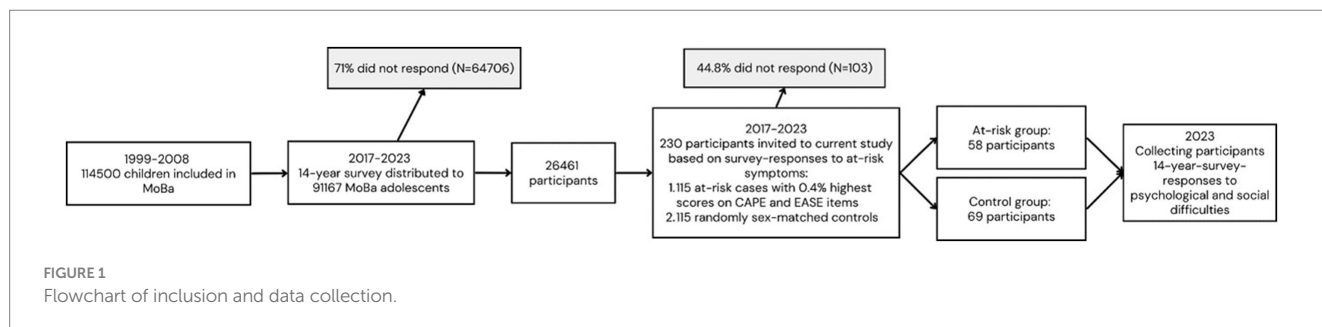 71% did not respond (N=64706)
44.8% did not respond (N=103)
1999-2008
114500 children included in
MoBa
2017-2023
14-year survey distributed to
91167 MoBa adolescents
26461
participants
2017-2023
230 participants invited to current study
based on survey-responses to at-risk
symptoms:
1.115 at-risk cases with 0.4% highest
scores on CAPE and EASE items
2.115 randomly sex-matched controls
At-risk group:
58 participants
Control group:
69 participants
2023
Collecting participants
14-year-survey-
responses to
psychological and social
difficulties
FIGURE 1
Flowchart of inclusion and data collection.